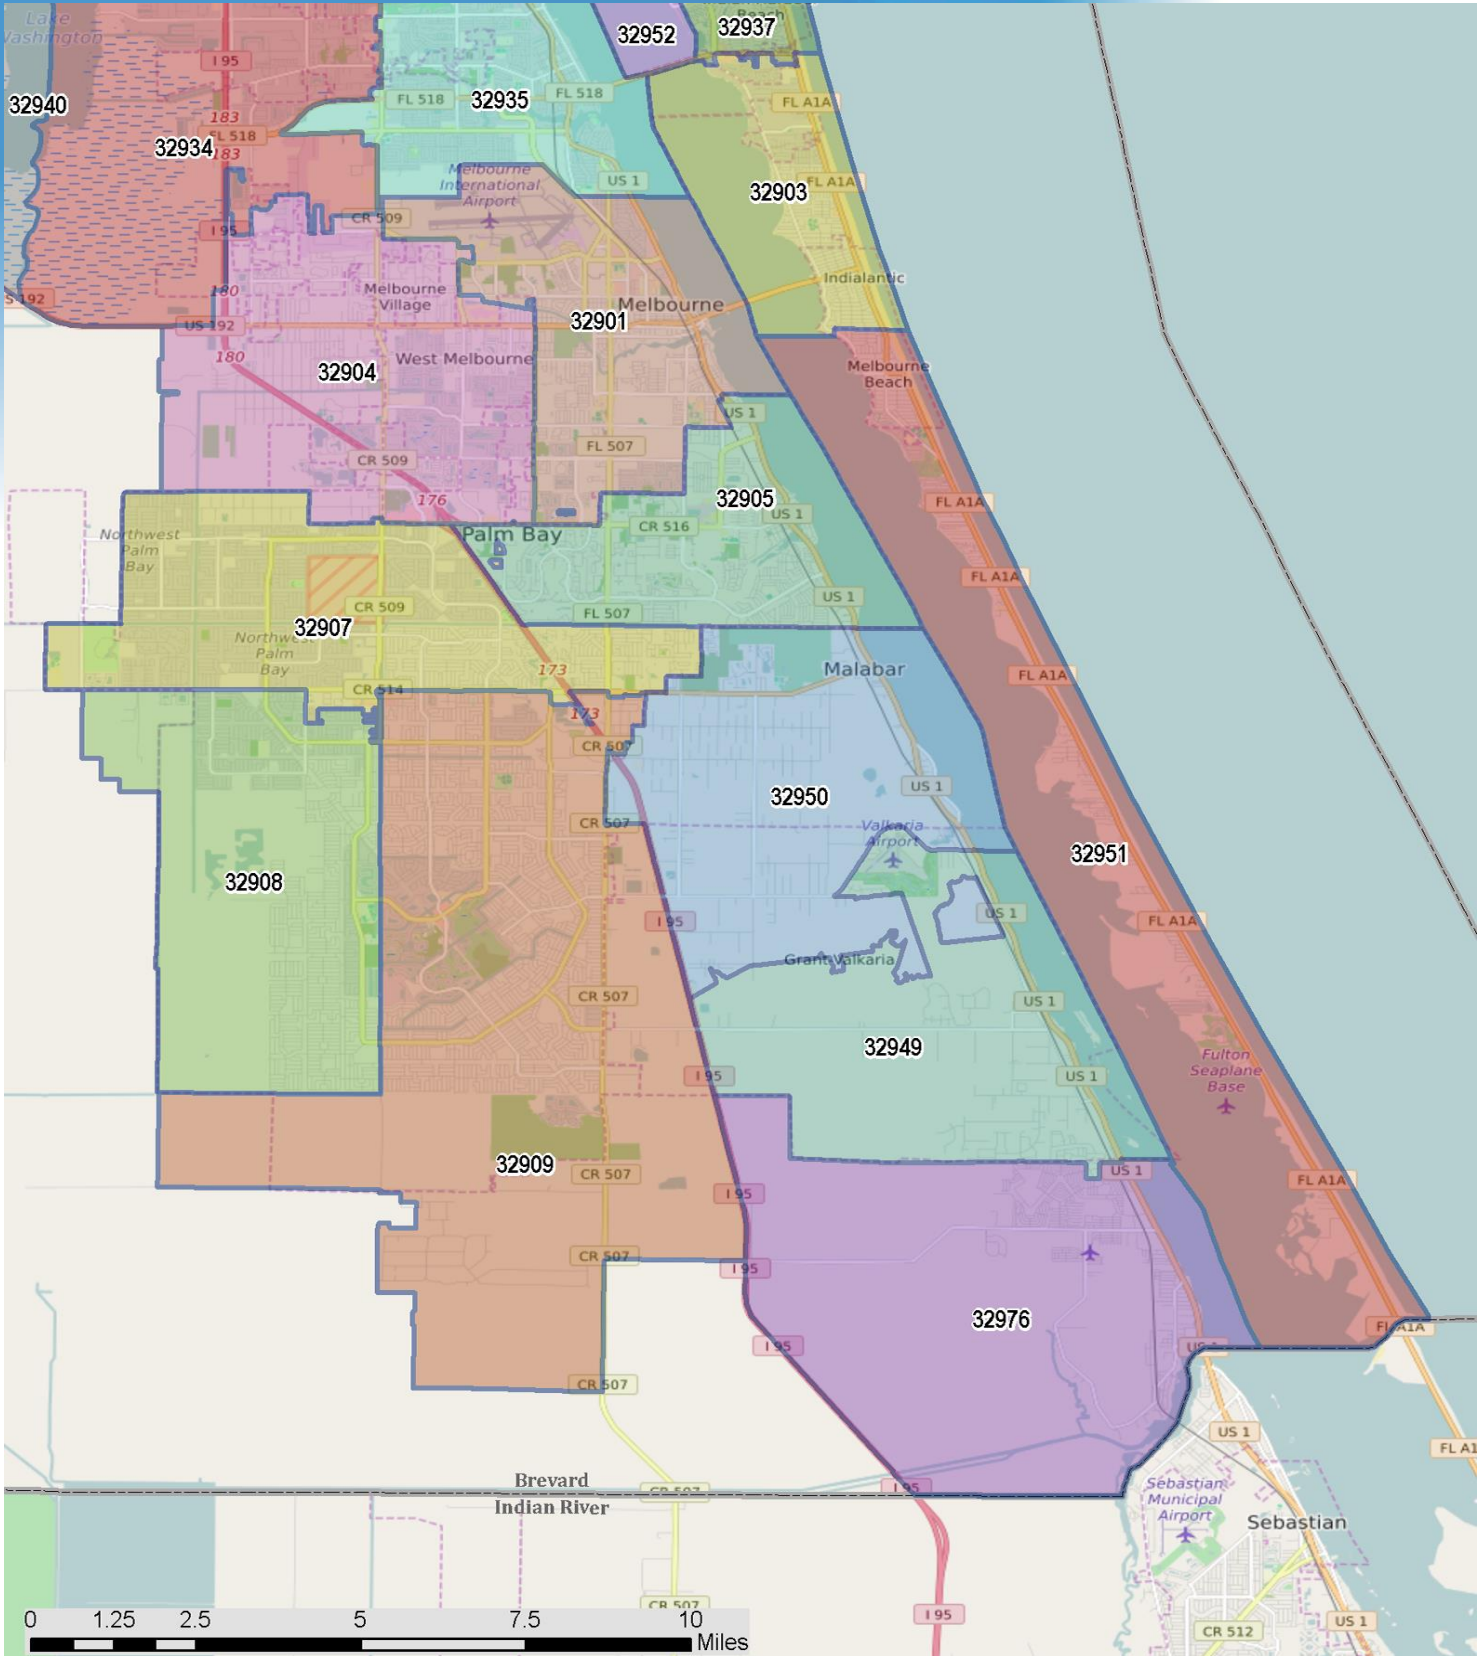 Lake
Washington
Beach
32952
32937
I 95
32940
FL 518
32935
FL 518
FL A1A
183
FL 518
32934
183
Melbourne
International
Airport
US 1
FL A1A
32903
CR 509
I 95
180
Melbourne
Village
Indialantic
S 192
US 192
32901
Melbourne
180
32904
West Melbourne
Melbourne
Beach
US 1
FL 507
CR 509
176
32905
US 1
FL A1A
CR 516
Northwest
Palm
Bay
Palm Bay
FL A1A
CR 509
US 1
FL 507
32907
Northwest
Palm
Bay
173
Malabar
FL A1A
CR 514
173
CR 507
32950
US 1
CR 507
Valkaria
Airport
32951
32908
US 1
I 95
FL A1A
Grant-Valkaria
CR 507
US 1
32949
Fulton
Seaplane
Base
I 95
US 1
32909
CR 507
US 1
I 95
FL A1A
CR 507
I 95
32976
FL A1A
I 95
US 1
CR 507
US 1
FL A1
Brevard
Indian River
CR 507
I 95
Sebastian
Municipal
Airport
Sebastian
CR 507
I 95
US 1
CR 512
0 1.25 2.5 5 7.5 10
Miles